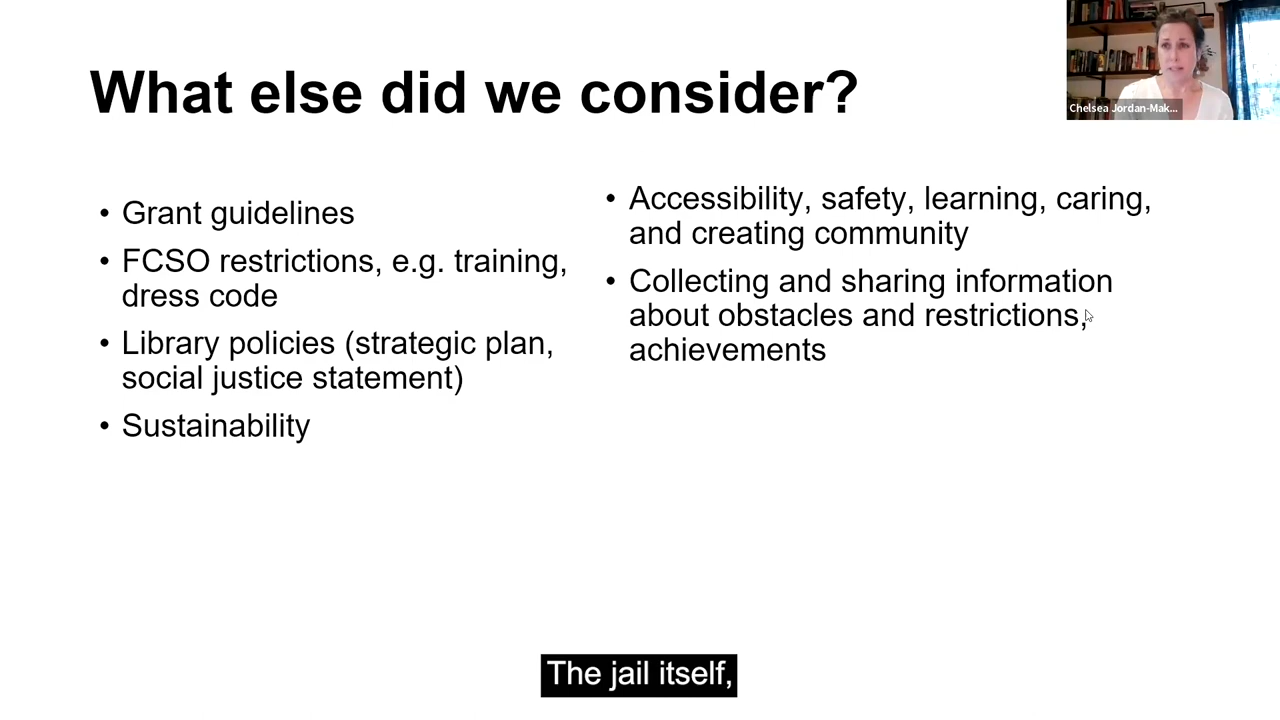 What else did we consider?
Chelsea Jordan-Mak...
• Grant guidelines
• FCSO restrictions, e.g. training,
dress code
• Library policies (strategic plan,
social justice statement)
• Sustainability
• Accessibility, safety, learning, caring,
and creating community
• Collecting and sharing information
about obstacles and restrictions,
achievements
The jail itself,